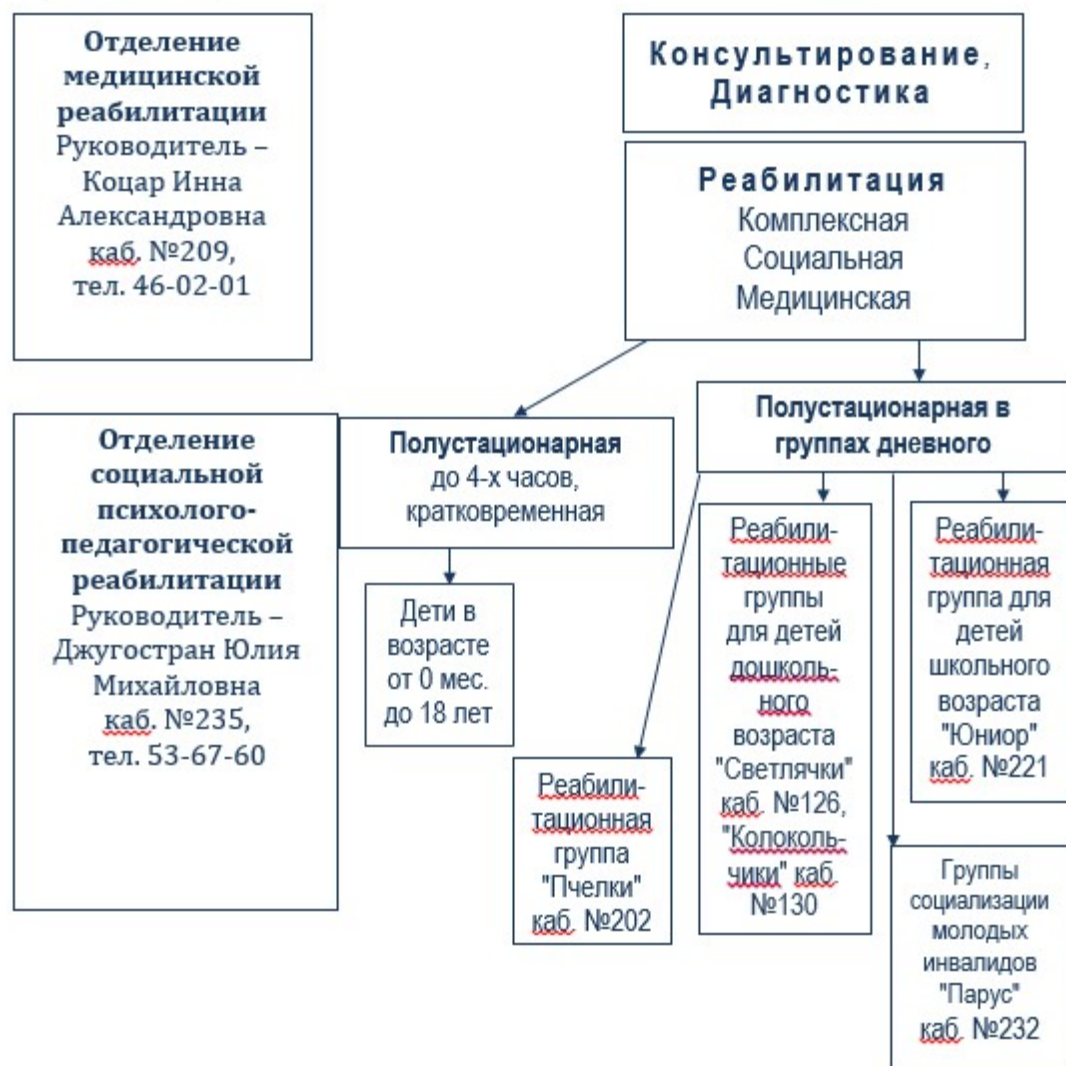 Отделение
медицинской
реабилитации
Руководитель –
Коцар Инна
Александровна
каб. №209,
тел. 46-02-01
Консультирование,
Диагностика
Реабилитация
Комплексная
Социальная
Медицинская
Отделение
социальной
психолого-
педагогической
реабилитации
Руководитель –
Джугостран Юлия
Михайловна
каб. №235,
тел. 53-67-60
Полустационарная
до 4-х часов,
кратковременная
Полустационарная в
группах дневного
Дети в
возрасте
от 0 мес.
до 18 лет
Реабили-
тационная
группа
"Пчелки"
каб. №202
Реабили-
тационные
группы
для детей
дошколь-
ного
возраста
"Светлячки"
каб. №126,
"Колоколь-
чики" каб.
№130
Реабили-
тационная
группа для
детей
школьного
возраста
"Юниор"
каб. №221
Группы
социализации
молодых
инвалидов
"Парус"
каб. №232